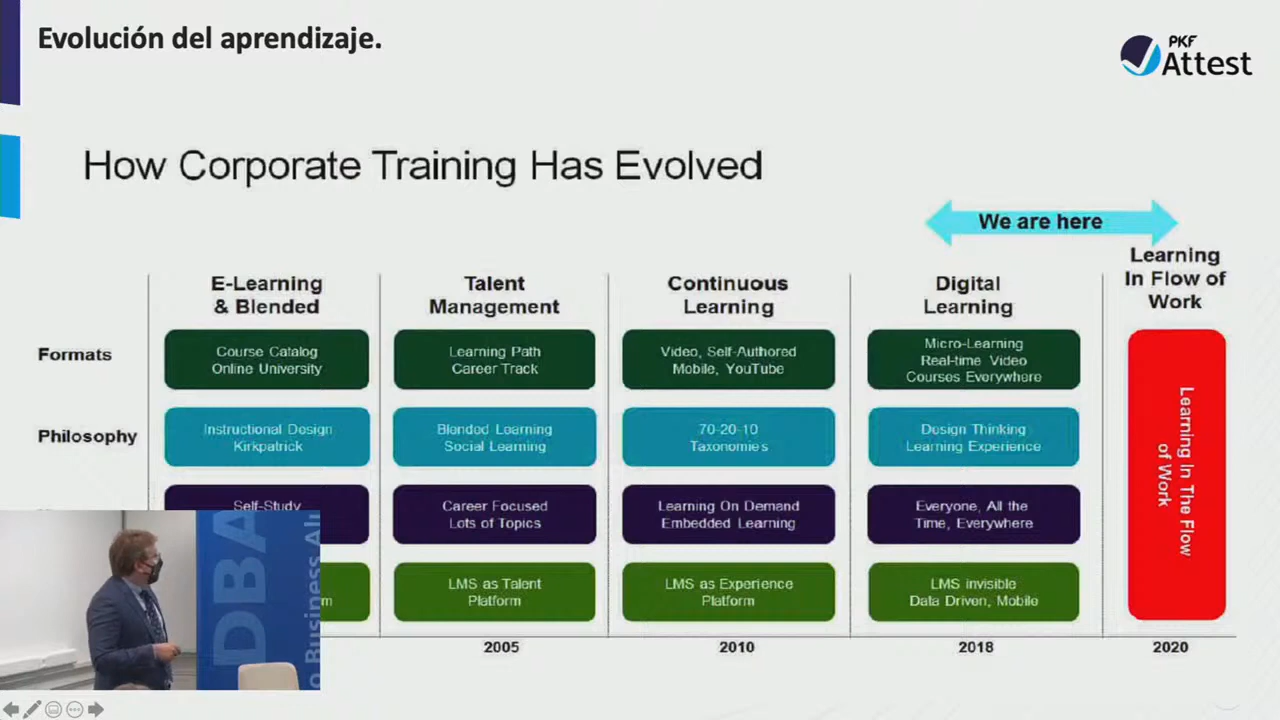 Evolución del aprendizaje.
PKF
Attest
How Corporate Training Has Evolved
We are here
E-Learning
& Blended
Talent
Management
Continuous
Learning
Digital
Learning
Learning
In Flow of
Work
Formats
Course Catalog
Online University
Learning Path
Career Track
Video, Self-Authored
Mobile, YouTube
Micro-Learning
Real-time Video
Courses Everywhere
Philosophy
Instructional Design
Kirkpatrick
Blended Learning
Social Learning
70-20-10
Taxonomies
Design Thinking
Learning Experience
Self-Study
Career Focused
Lots of Topics
Learning On Demand
Embedded Learning
Everyone, All the
Time, Everywhere
LMS as Talent
Platform
LMS as Experience
Platform
LMS invisible
Data Driven, Mobile
Learning In The Flow
of Work
2005
2010
2018
2020
DBA
Business